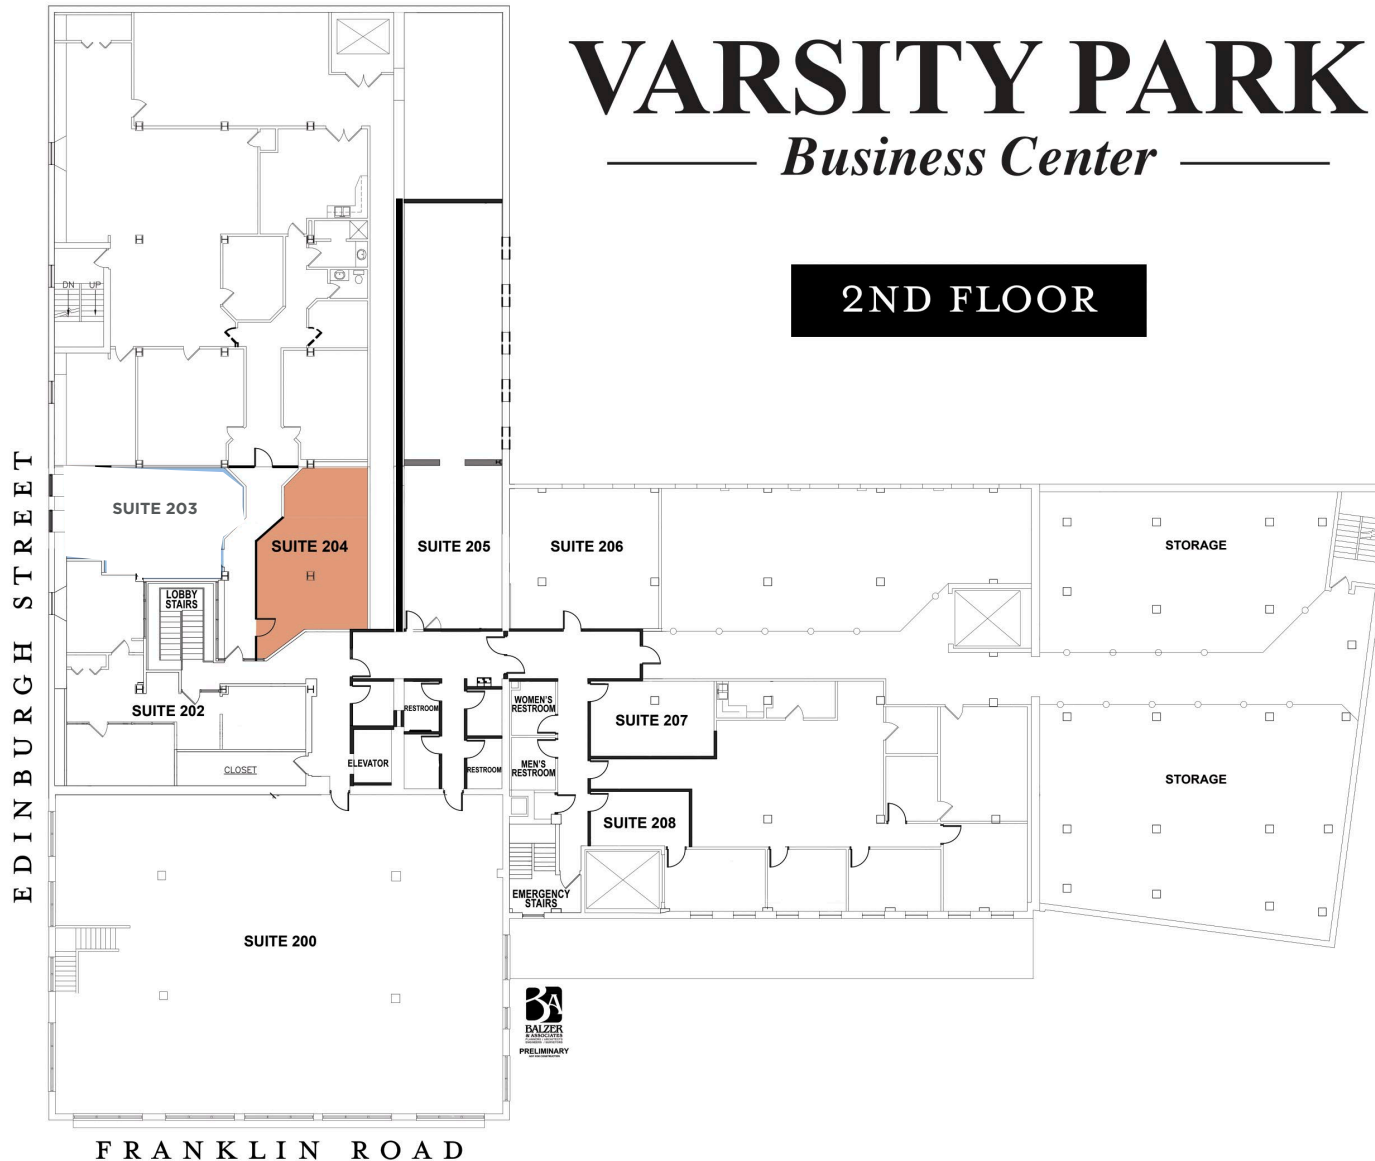 VARSITY PARK
Business Center
2ND FLOOR
DN UP
EDINBURGH STREET
SUITE 203
SUITE 204
SUITE 205
SUITE 206
STORAGE
LOBBY
STAIRS
SUITE 202
RESTROOM
WOMEN'S
RESTROOM
SUITE 207
ELEVATOR
CLOSET
RESTROOM
MEN'S
RESTROOM
STORAGE
SUITE 208
EMERGENCY
STAIRS
SUITE 200
BA
BALZER
& ASSOCIATES
PRELIMINARY
FRANKLIN ROAD